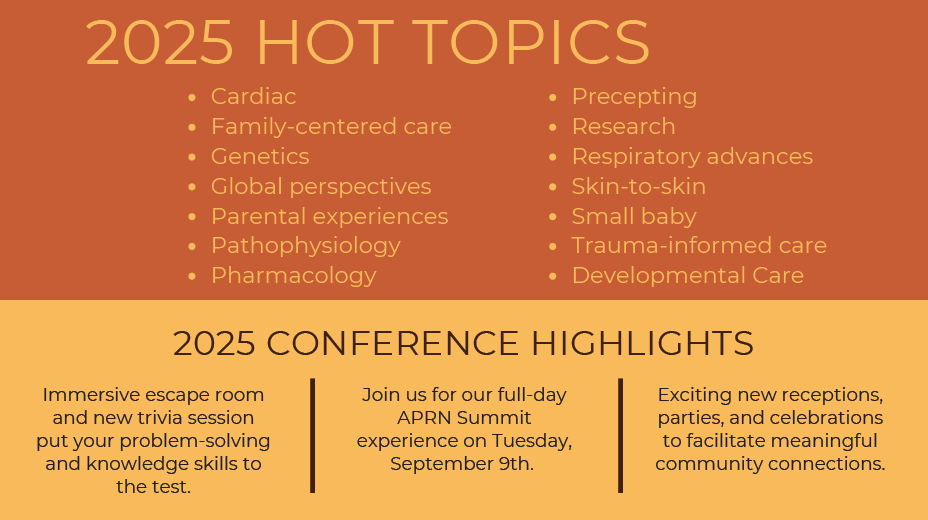 2025 HOT TOPICS
• Cardiac
• Family-centered care
• Genetics
• Global perspectives
• Parental experiences
• Pathophysiology
• Pharmacology
• Precepting
• Research
• Respiratory advances
• Skin-to-skin
• Small baby
• Trauma-informed care
• Developmental Care
2025 CONFERENCE HIGHLIGHTS
Immersive escape room
and new trivia session
put your problem-solving
and knowledge skills to
the test.
Join us for our full-day
APRN Summit
experience on Tuesday,
September 9th.
Exciting new receptions,
parties, and celebrations
to facilitate meaningful
community connections.